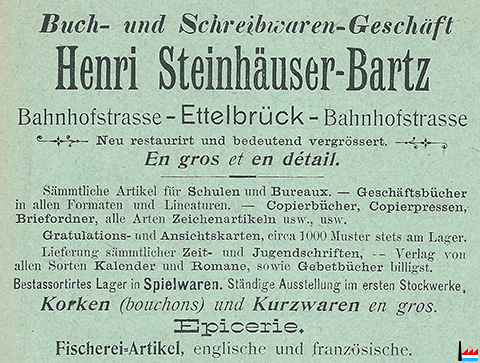 Buch- und Schreibwaren-Geschäft
Henri Steinhäuser-Bartz
Bahnhofstrasse - Ettelbrück - Bahnhofstrasse
Neu restaurirt und bedeutend vergrössert.
En gros et en détail.
Sämmtliche Artikel für Schulen und Bureaux. — Geschäftsbücher
in allen Formaten und Lineaturen. — Copierbücher, Copierpressen,
Briefordner, alle Arten Zeichenartikeln usw., usw.
Gratulations- und Ansichtskarten, circa 1000 Muster stets am Lager.
Lieferung sämmtlicher Zeit- und Jugendschriften, -- Verlag von
allen Sorten Kalender und Romane, sowie Gebetbücher billigst.
Bestassortirtes Lager in Spielwaren. Ständige Ausstellung im ersten Stockwerke.
Korken (bouchons) und Kurzwaren en gros.
Epicerie.
Fischerei-Artikel, englische und französische.